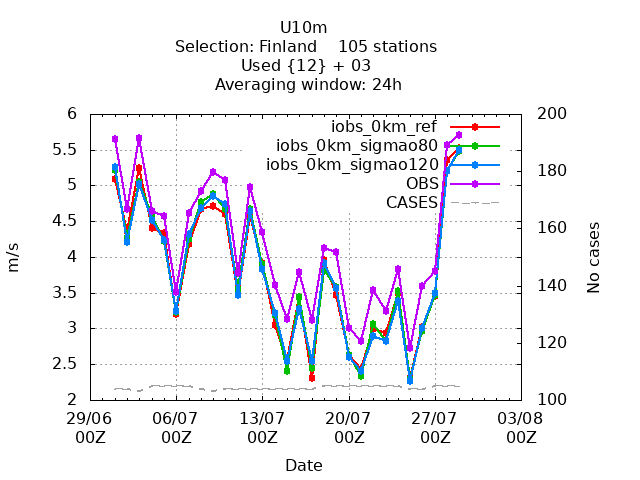 U10m
Selection: Finland    105 stations
Used {12} + 03
Averaging window: 24h
iobs_0km_ref
iobs_0km_sigmao80
iobs_0km_sigmao120
OBS
CASES
6
5.5
5
4.5
4
3.5
3
2.5
2
200
180
160
140
120
100
m/s
No cases
29/06 06/07 13/07 20/07 27/07 03/08
00Z 00Z 00Z 00Z 00Z 00Z
Date